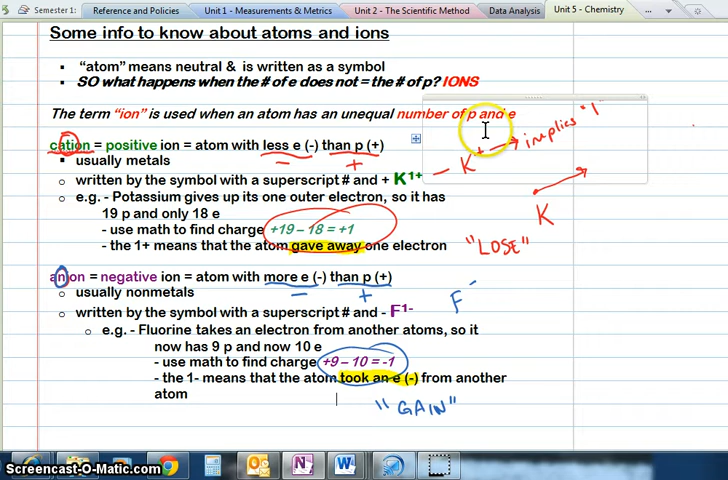 Semester 1:
Reference and Policies
Unit 1 - Measurements & Metrics
Unit 2 - The Scientific Method
Data Analysis
Unit 5 - Chemistry
...
Some info to know about atoms and ions
▪ "atom" means neutral & is written as a symbol
▪ SO what happens when the # of e does not = the # of p? IONS
The term "ion" is used when an atom has an unequal number of p and e
cation = positive ion = atom with less e (-) than p (+)
− +
▪ usually metals
o written by the symbol with a superscript # and + K1+
o e.g. - Potassium gives up its one outer electron, so it has
19 p and only 18 e
- use math to find charge +19 – 18 = +1
- the 1+ means that the atom gave away one electron
– K+ → implies "1"
K
"LOSE"
anion = negative ion = atom with more e (-) than p (+)
− +
o usually nonmetals
o written by the symbol with a superscript # and - F1-
F-
o e.g. - Fluorine takes an electron from another atoms, so it
now has 9 p and now 10 e
- use math to find charge +9 – 10 = -1
- the 1- means that the atom took an e (-) from another
atom
"GAIN"
Screencast-O-Matic.com